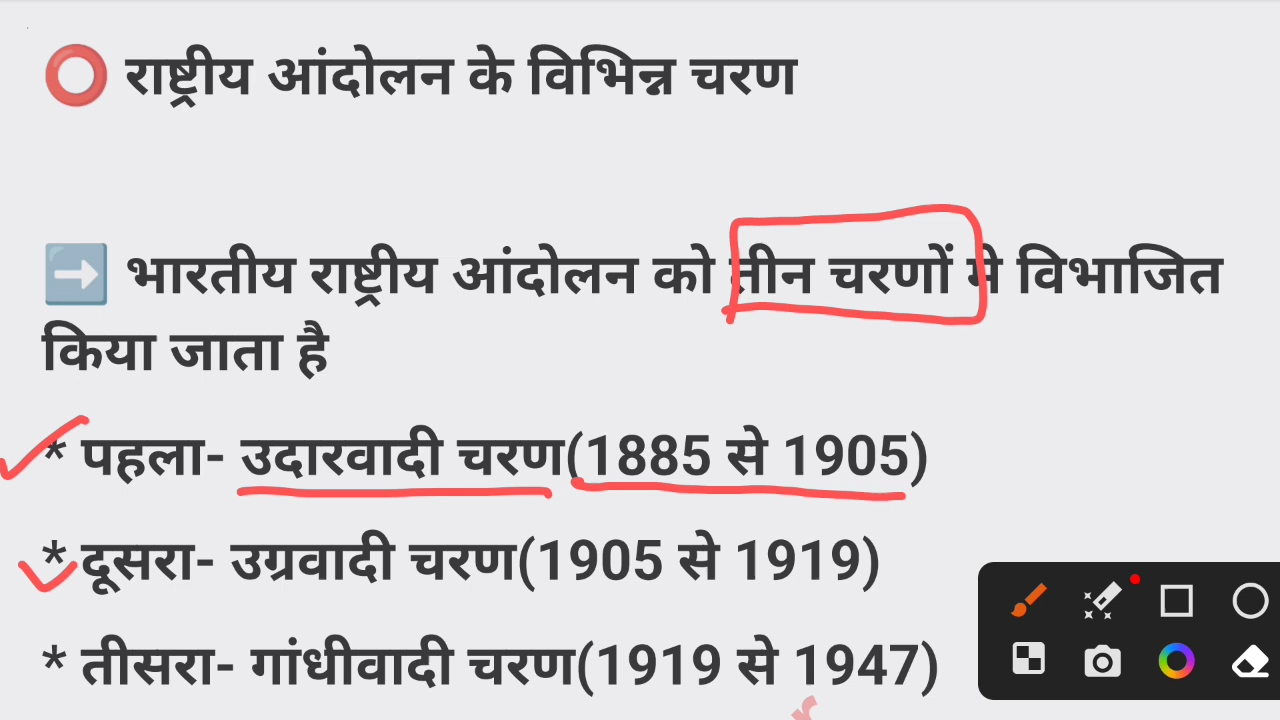 राष्ट्रीय आंदोलन के विभिन्न चरण
भारतीय राष्ट्रीय आंदोलन को तीन चरणों मे विभाजित
किया जाता है
* पहला- उदारवादी चरण(1885 से 1905)
* दूसरा- उग्रवादी चरण(1905 से 1919)
* तीसरा- गांधीवादी चरण(1919 से 1947)